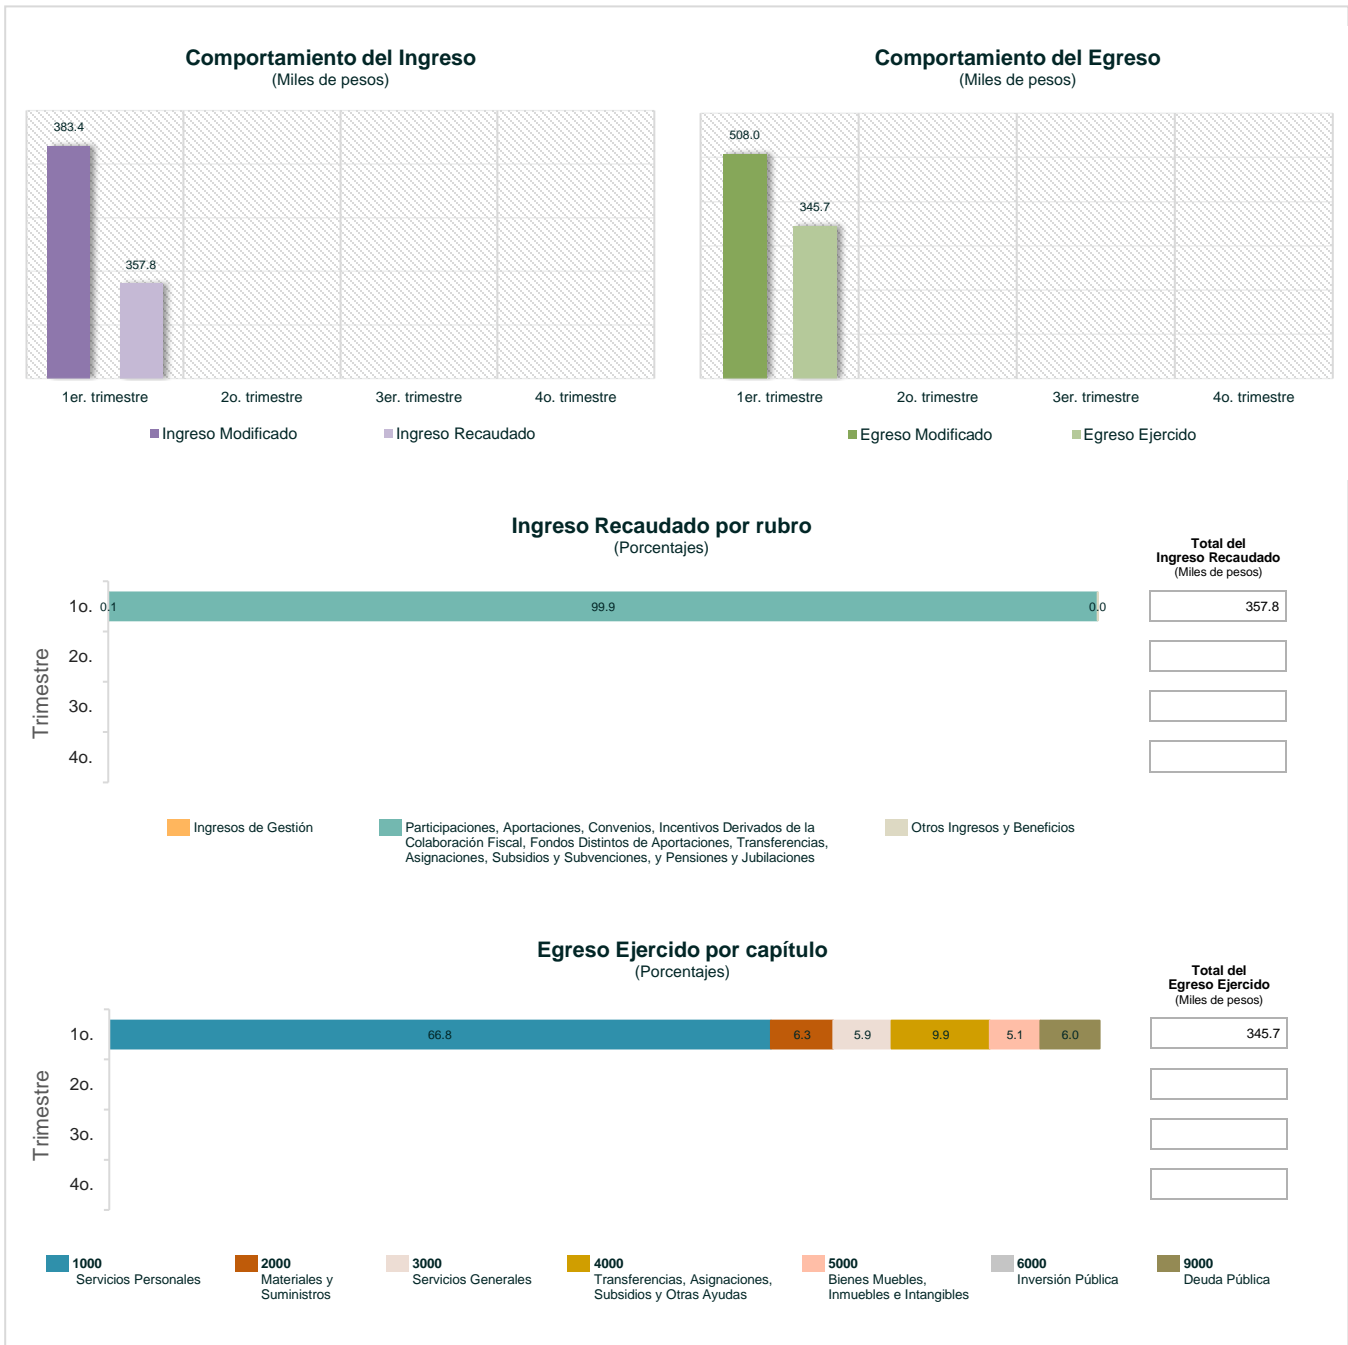 Comportamiento del Ingreso
(Miles de pesos)
383.4
357.8
1er. trimestre
2o. trimestre
3er. trimestre
4o. trimestre
Ingreso Modificado
Ingreso Recaudado
Comportamiento del Egreso
(Miles de pesos)
508.0
345.7
1er. trimestre
2o. trimestre
3er. trimestre
4o. trimestre
Egreso Modificado
Egreso Ejercido
Ingreso Recaudado por rubro
(Porcentajes)
Total del
Ingreso Recaudado
(Miles de pesos)
Trimestre
1o.
0.1
99.9
0.0
357.8
2o.
3o.
4o.
Ingresos de Gestión
Participaciones, Aportaciones, Convenios, Incentivos Derivados de la
Colaboración Fiscal, Fondos Distintos de Aportaciones, Transferencias,
Asignaciones, Subsidios y Subvenciones, y Pensiones y Jubilaciones
Otros Ingresos y Beneficios
Egreso Ejercido por capítulo
(Porcentajes)
Total del
Egreso Ejercido
(Miles de pesos)
Trimestre
1o.
66.8
6.3
5.9
9.9
5.1
6.0
345.7
2o.
3o.
4o.
1000
Servicios Personales
2000
Materiales y
Suministros
3000
Servicios Generales
4000
Transferencias, Asignaciones,
Subsidios y Otras Ayudas
5000
Bienes Muebles,
Inmuebles e Intangibles
6000
Inversión Pública
9000
Deuda Pública